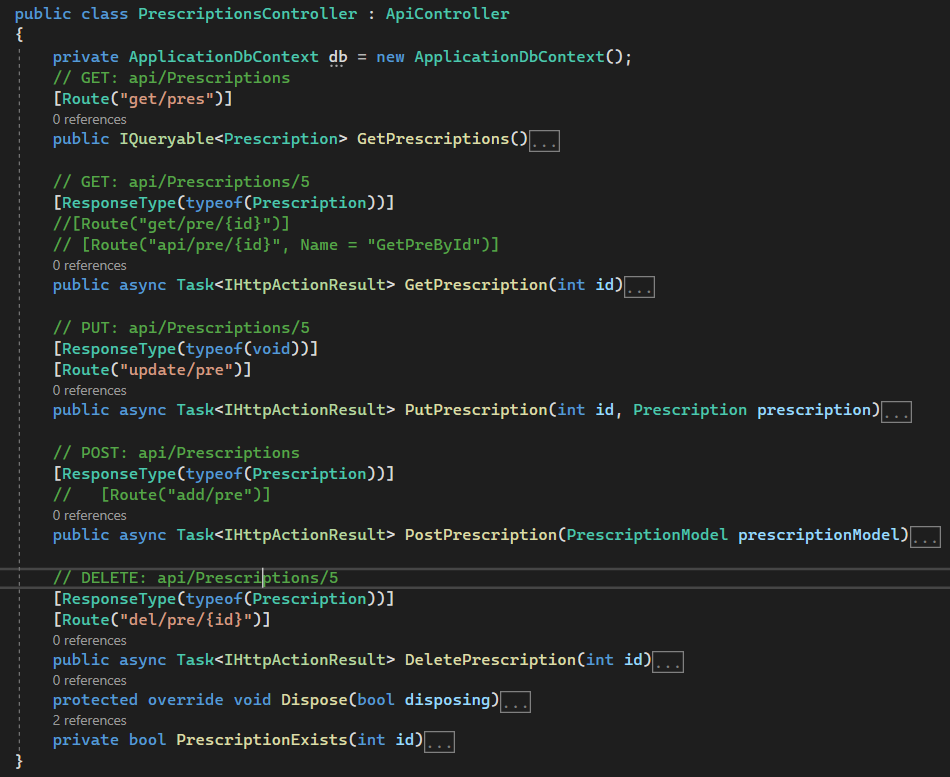 public class PrescriptionsController : ApiController
{
private ApplicationDbContext db = new ApplicationDbContext();
// GET: api/Prescriptions
[Route("get/pres")]
0 references
public IQueryable<Prescription> GetPrescriptions()...
// GET: api/Prescriptions/5
[ResponseType(typeof(Prescription))]
//[Route("get/pre/{id}")]
// [Route("api/pre/{id}", Name = "GetPreById")]
0 references
public async Task<IHttpActionResult> GetPrescription(int id)...
// PUT: api/Prescriptions/5
[ResponseType(typeof(void))]
[Route("update/pre")]
0 references
public async Task<IHttpActionResult> PutPrescription(int id, Prescription prescription)...
// POST: api/Prescriptions
[ResponseType(typeof(Prescription))]
//   [Route("add/pre")]
0 references
public async Task<IHttpActionResult> PostPrescription(PrescriptionModel prescriptionModel)...
// DELETE: api/Prescriptions/5
[ResponseType(typeof(Prescription))]
[Route("del/pre/{id}")]
0 references
public async Task<IHttpActionResult> DeletePrescription(int id)...
0 references
protected override void Dispose(bool disposing)...
2 references
private bool PrescriptionExists(int id)...
}